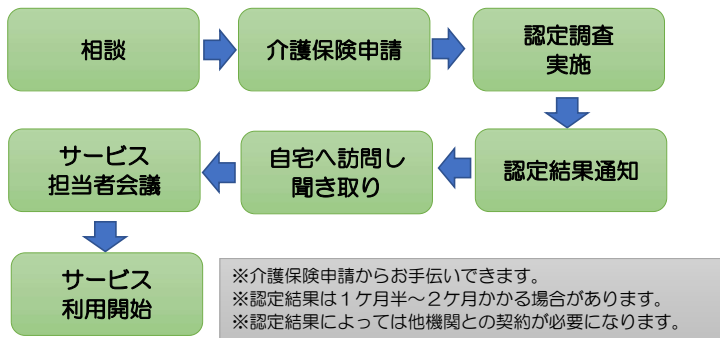 相談
介護保険申請
認定調査
実施
認定結果通知
自宅へ訪問し
聞き取り
サービス
担当者会議
サービス
利用開始
※介護保険申請からお手伝いできます。
※認定結果は１ケ月半～２ケ月かかる場合があります。
※認定結果によっては他機関との契約が必要になります。